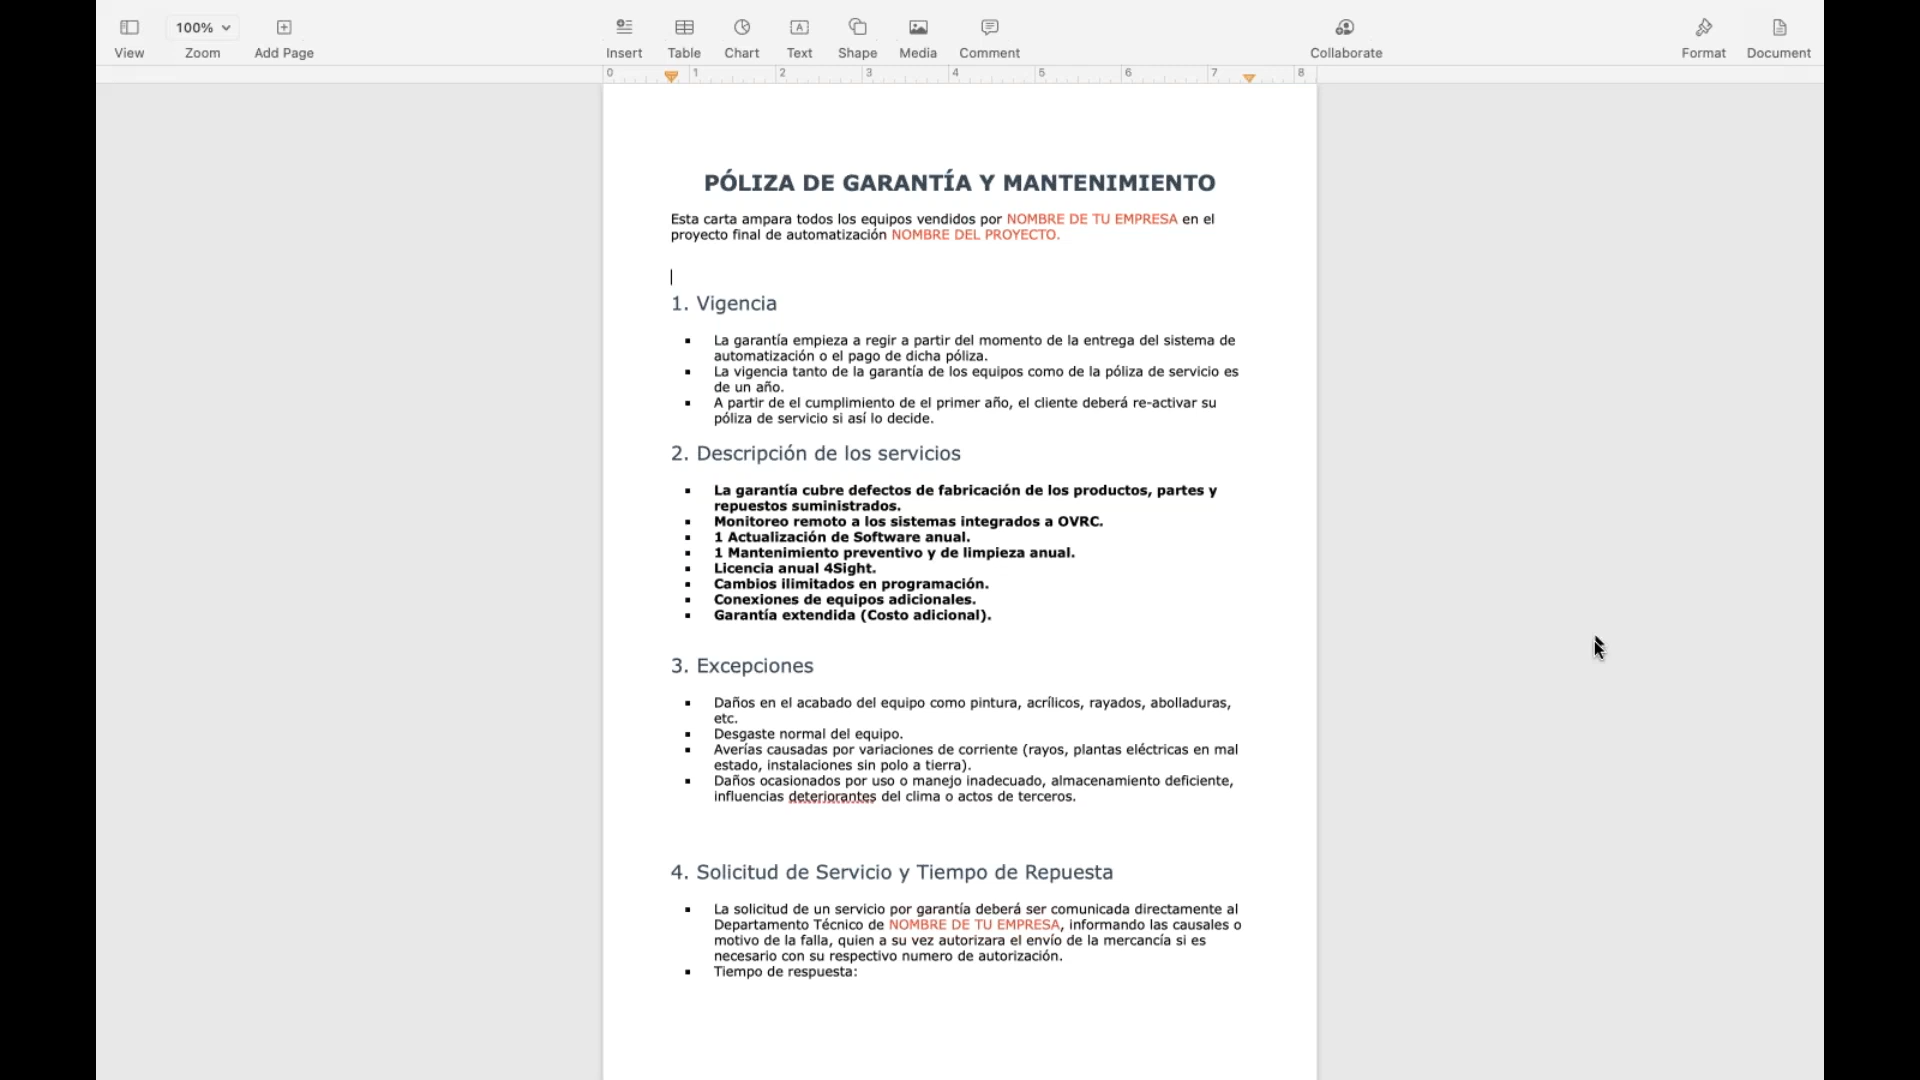 100%
View
Zoom
Add Page
Insert
Table
Chart
Text
Shape
Media
Comment
Collaborate
Format
Document
0 1 2 3 4 5 6 7 8
PÓLIZA DE GARANTÍA Y MANTENIMIENTO
Esta carta ampara todos los equipos vendidos por NOMBRE DE TU EMPRESA en el
proyecto final de automatización NOMBRE DEL PROYECTO.
1. Vigencia
▪ La garantía empieza a regir a partir del momento de la entrega del sistema de
automatización o el pago de dicha póliza.
▪ La vigencia tanto de la garantía de los equipos como de la póliza de servicio es
de un año.
▪ A partir de el cumplimiento de el primer año, el cliente deberá re-activar su
póliza de servicio si así lo decide.
2. Descripción de los servicios
▪ La garantía cubre defectos de fabricación de los productos, partes y
repuestos suministrados.
▪ Monitoreo remoto a los sistemas integrados a OVRC.
▪ 1 Actualización de Software anual.
▪ 1 Mantenimiento preventivo y de limpieza anual.
▪ Licencia anual 4Sight.
▪ Cambios ilimitados en programación.
▪ Conexiones de equipos adicionales.
▪ Garantía extendida (Costo adicional).
3. Excepciones
▪ Daños en el acabado del equipo como pintura, acrílicos, rayados, abolladuras,
etc.
▪ Desgaste normal del equipo.
▪ Averías causadas por variaciones de corriente (rayos, plantas eléctricas en mal
estado, instalaciones sin polo a tierra).
▪ Daños ocasionados por uso o manejo inadecuado, almacenamiento deficiente,
influencias deteriorantes del clima o actos de terceros.
4. Solicitud de Servicio y Tiempo de Repuesta
▪ La solicitud de un servicio por garantía deberá ser comunicada directamente al
Departamento Técnico de NOMBRE DE TU EMPRESA, informando las causales o
motivo de la falla, quien a su vez autorizara el envío de la mercancía si es
necesario con su respectivo numero de autorización.
▪ Tiempo de respuesta: